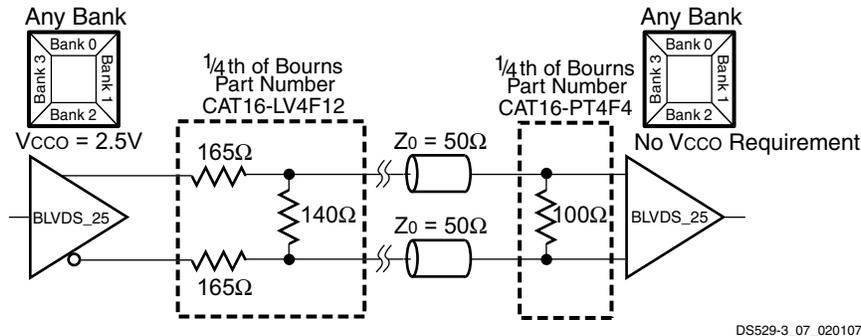 Any Bank
Bank 0
Bank 3
Bank 1
Bank 2
VCCO = 2.5V
1/4th of Bourns
Part Number
CAT16-LV4F12
165Ω
140Ω
165Ω
BLVDS_25
Z0 = 50Ω
Z0 = 50Ω
1/4th of Bourns
Part Number
CAT16-PT4F4
100Ω
Any Bank
Bank 0
Bank 3
Bank 1
Bank 2
No VCCO Requirement
BLVDS_25
DS529-3_07_020107